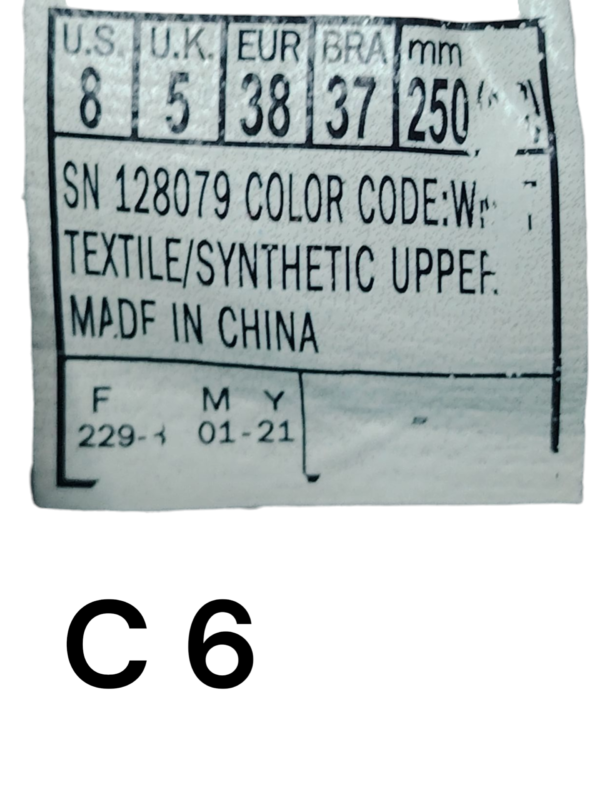 U.S. U.K. EUR BRA mm
8 5 38 37 250
SN 128079 COLOR CODE:
TEXTILE/SYNTHETIC UPPER
MADE IN CHINA
F M Y
229- 01-21
C 6